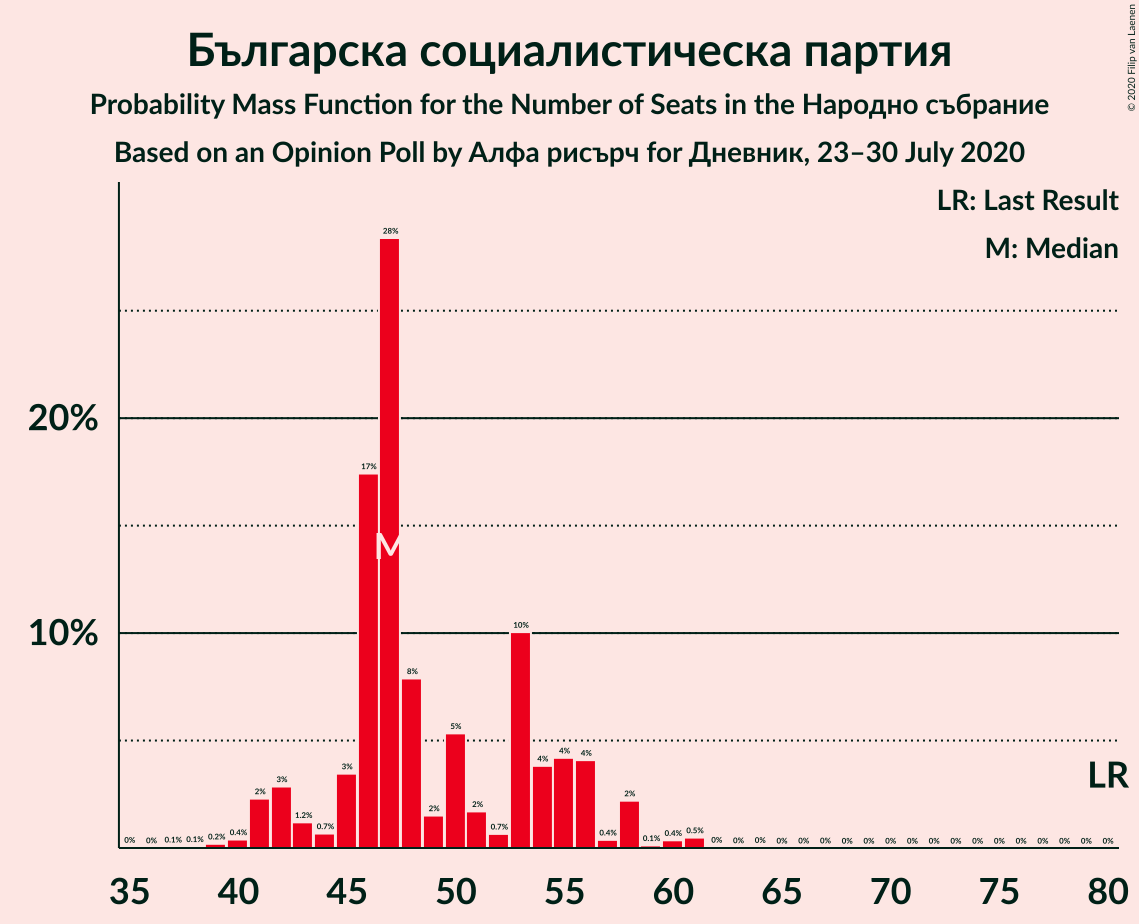 Българска социалистическа партия
Probability Mass Function for the Number of Seats in the Народно събрание
Based on an Opinion Poll by Алфа рисърч for Дневник, 23–30 July 2020
© 2020 Filip van Laenen
LR: Last Result
M: Median
28%
20%
17%
M
10%
10%
8%
5%
4% 4% 4%
LR
3% 3%
2% 2% 2% 2%
1.2% 0.7% 0.7% 0.5%
0% 0% 0.1% 0.1% 0.2% 0.4% 0.4% 0.1% 0.4% 0% 0% 0% 0% 0% 0% 0% 0% 0% 0% 0% 0% 0% 0% 0% 0% 0% 0% 0%
35 40 45 50 55 60 65 70 75 80